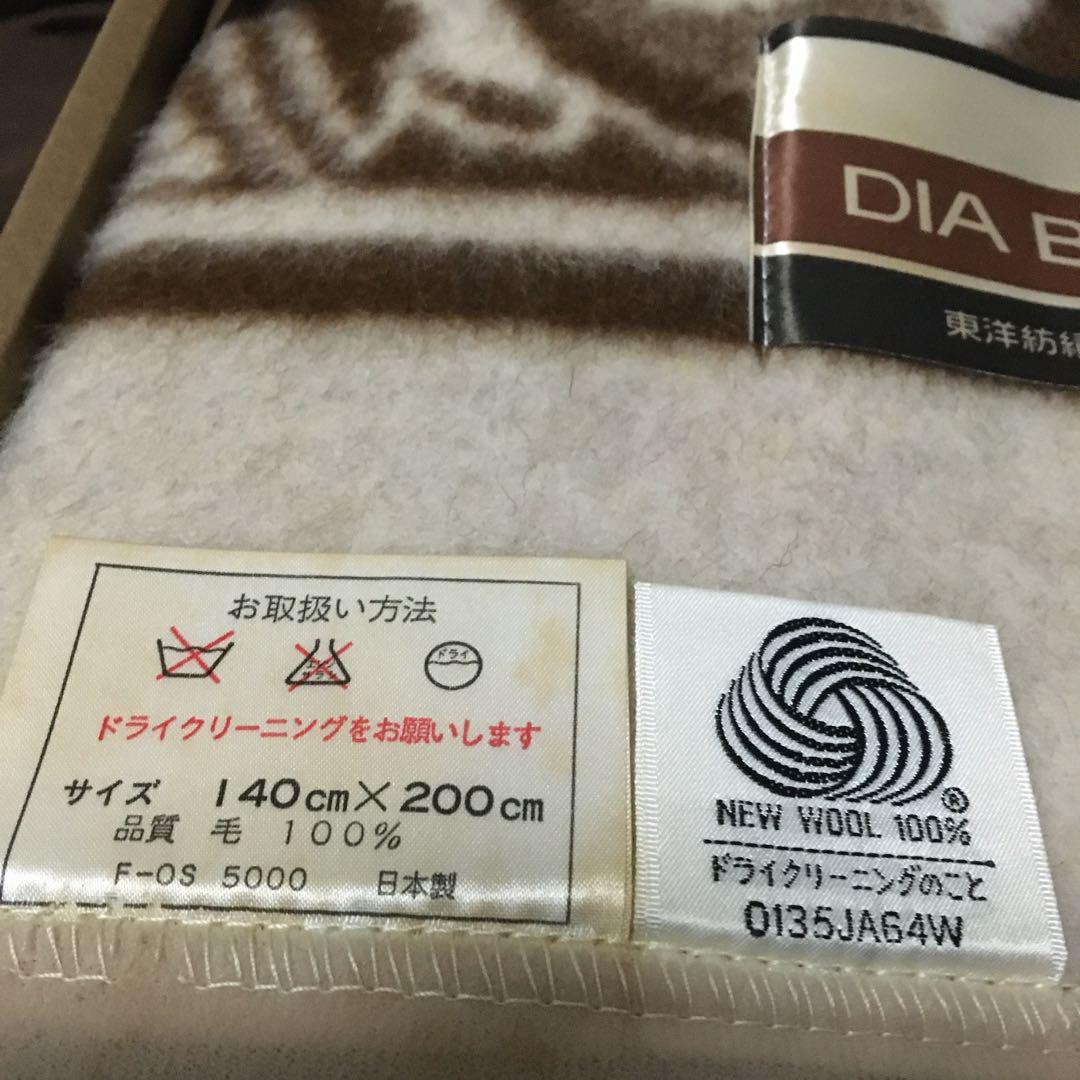 DIA B
東洋紡績
お取扱い方法
ドライ
ドライクリーニングをお願いします
サイズ 140cm×200cm
品質 毛 100%
F-OS 5000 日本製
NEW WOOL 100%
ドライクリーニングのこと
0135JA64W